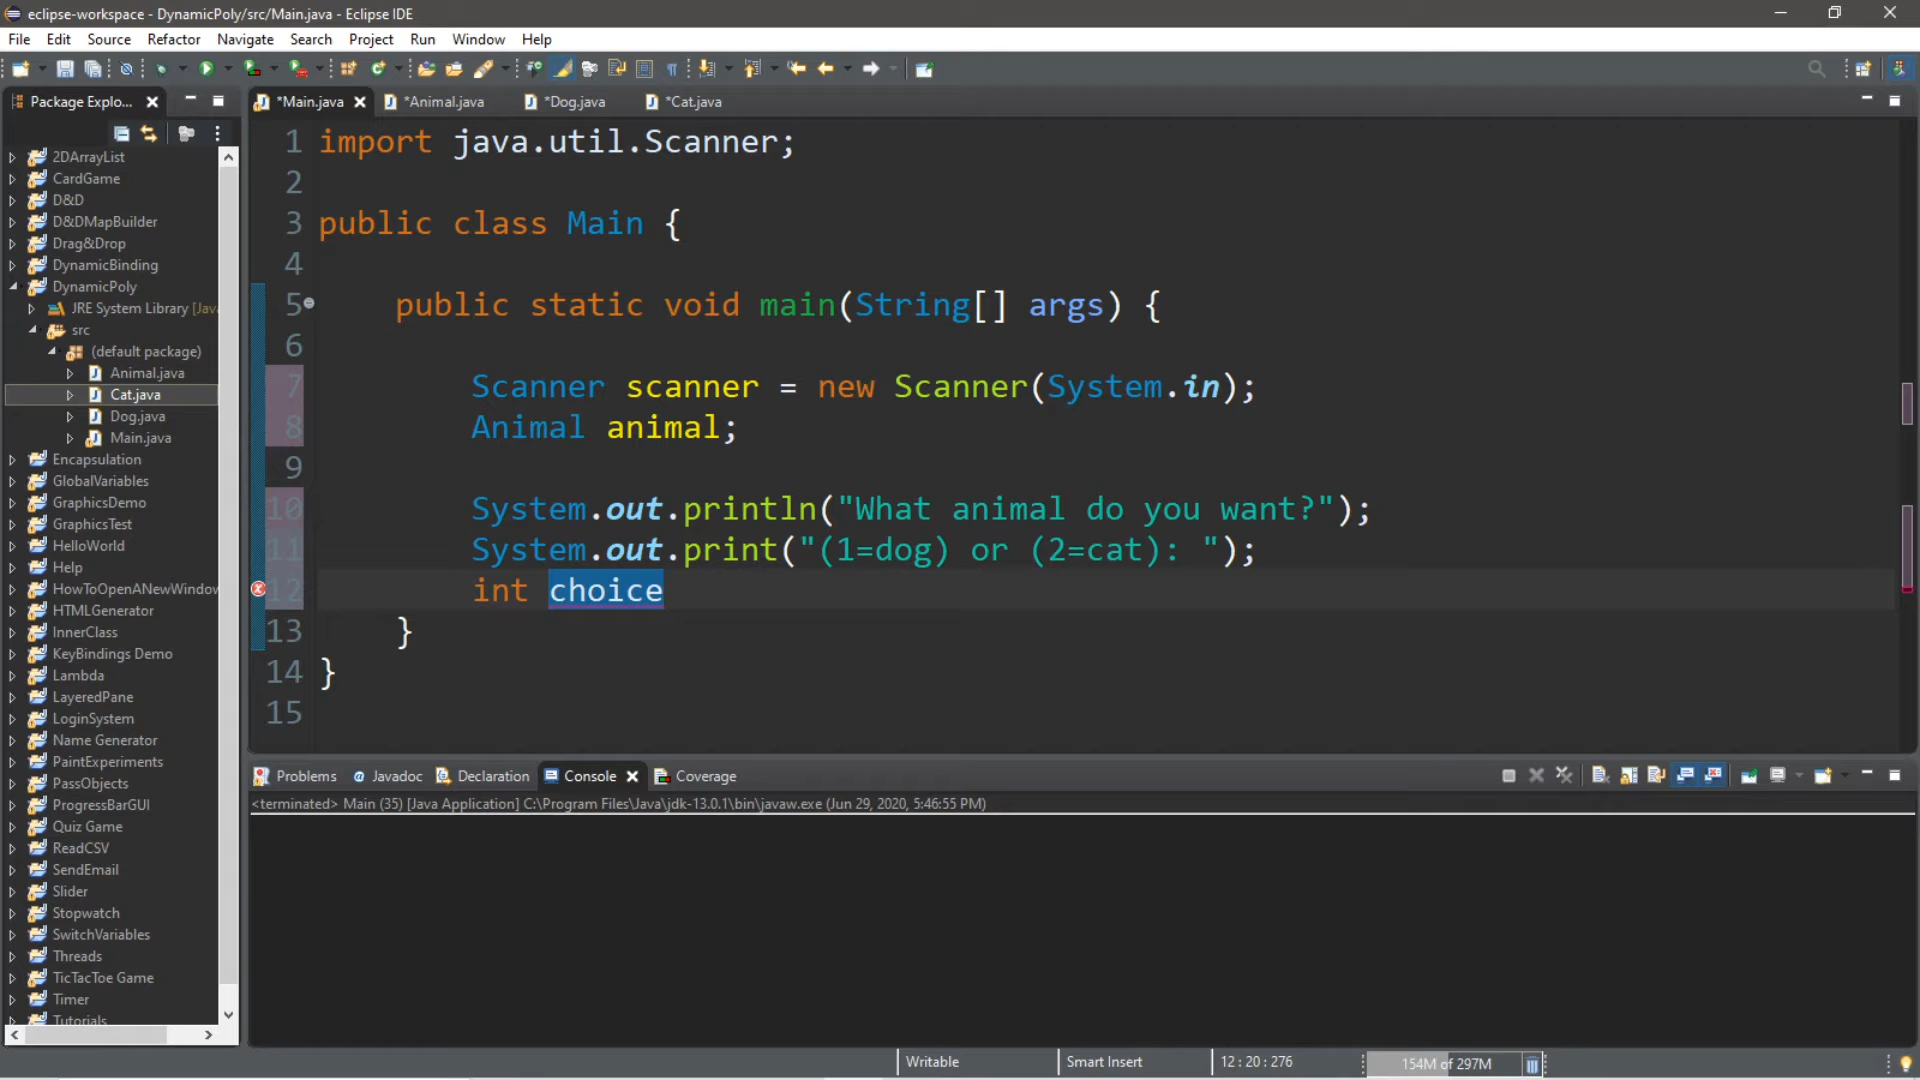 eclipse-workspace - DynamicPoly/src/Main.java - Eclipse IDE
File Edit Source Refactor Navigate Search Project Run Window Help
Package Explo...
*Main.java *Animal.java *Dog.java *Cat.java
2DArrayList
CardGame
D&D
D&DMapBuilder
Drag&Drop
DynamicBinding
DynamicPoly
JRE System Library [Jav
src
(default package)
Animal.java
Cat.java
Dog.java
Main.java
Encapsulation
GlobalVariables
GraphicsDemo
GraphicsTest
HelloWorld
Help
HowToOpenANewWindow
HTMLGenerator
InnerClass
KeyBindings Demo
Lambda
LayeredPane
LoginSystem
Name Generator
PaintExperiments
PassObjects
ProgressBarGUI
Quiz Game
ReadCSV
SendEmail
Slider
Stopwatch
SwitchVariables
Threads
TicTacToe Game
Timer
Tutorials
1 import java.util.Scanner;
2
3 public class Main {
4
5 public static void main(String[] args) {
6
7 Scanner scanner = new Scanner(System.in);
8 Animal animal;
9
10 System.out.println("What animal do you want?");
11 System.out.print("(1=dog) or (2=cat): ");
12 int choice
13 }
14 }
15
Problems Javadoc Declaration Console Coverage
<terminated> Main (35) [Java Application] C:\Program Files\Java\jdk-13.0.1\bin\javaw.exe (Jun 29, 2020, 5:46:55 PM)
Writable Smart Insert 12 : 20 : 276 154M of 297M